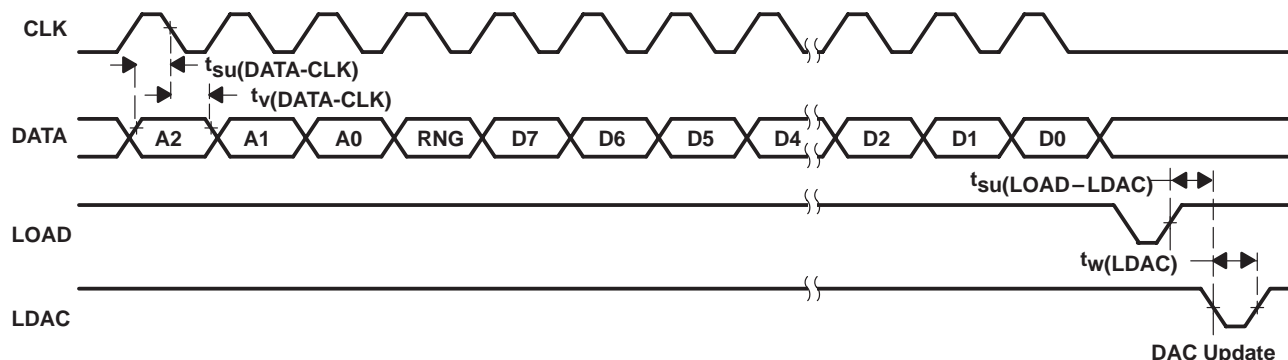 CLK
tsu(DATA-CLK)
tv(DATA-CLK)
DATA
A2 A1 A0 RNG D7 D6 D5 D4 D2 D1 D0
tsu(LOAD–LDAC)
LOAD
tw(LDAC)
LDAC
DAC Update